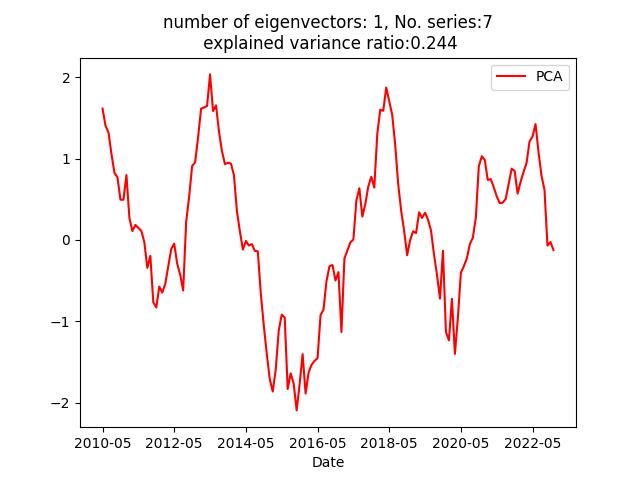 number of eigenvectors: 1, No. series:7
explained variance ratio:0.244
PCA
2
1
0
−1
−2
2010-05 2012-05 2014-05 2016-05 2018-05 2020-05 2022-05
Date